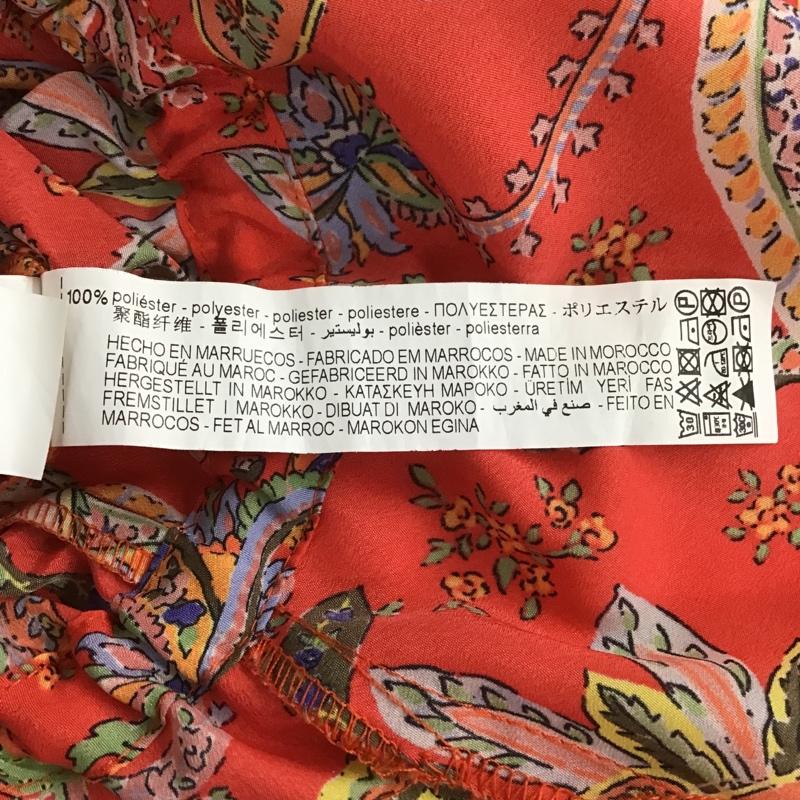 100% poliéster - polyester - poliester - poliestere - ΠΟΛΥΕΣΤΕΡΑΣ - ポリエステル
聚酯纤维 - 폴리에스터 - بوليستير - polièster - poliesterra
HECHO EN MARRUECOS - FABRICADO EM MARROCOS - MADE IN MOROCCO
FABRIQUÉ AU MAROC - GEFABRICEERD IN MAROKKO - FATTO IN MAROCCO
HERGESTELLT IN MAROKKO - ΚΑΤΑΣΚΕΥΗ ΜΑΡΟΚΟ - ÜRETİM YERİ FAS
FREMSTILLET I MAROKKO - DIBUAT DI MAROKO - صنع في المغرب - FEITO EN
MARROCOS - FET AL MARROC - MAROKON EGINA